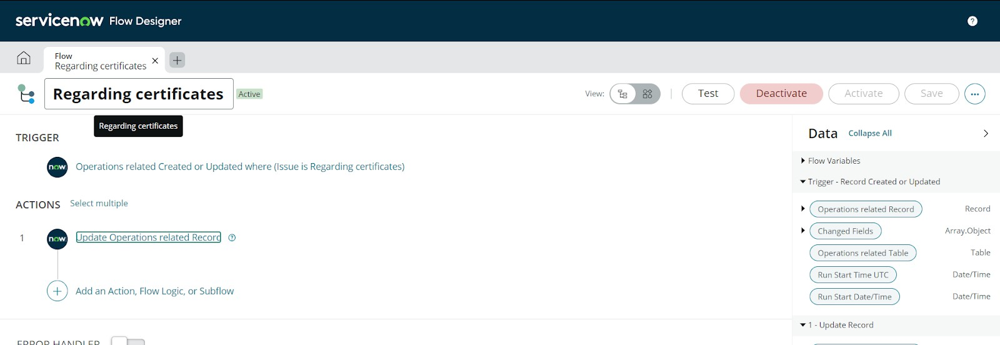 servicenow Flow Designer
?
Flow
Regarding certificates
Regarding certificates
Active
View:
Test
Deactivate
Activate
Save
Regarding certificates
TRIGGER
now
Operations related Created or Updated where (Issue is Regarding certificates)
ACTIONS
Select multiple
1
now
Update Operations related Record
?
Add an Action, Flow Logic, or Subflow
ERROR HANDLER
Data
Collapse All
Flow Variables
Trigger - Record Created or Updated
Operations related Record
Record
Changed Fields
Array.Object
Operations related Table
Table
Run Start Time UTC
Date/Time
Run Start Date/Time
Date/Time
1 - Update Record